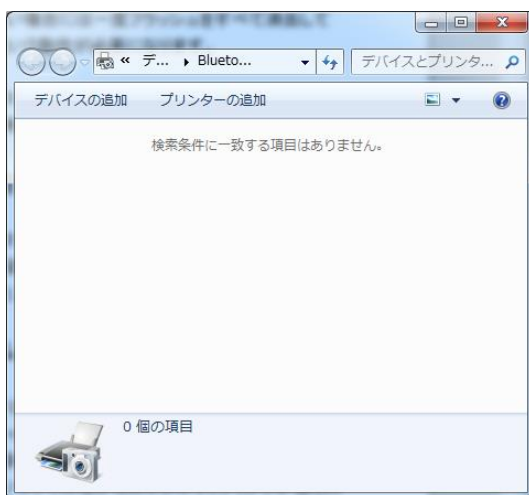 « デ... ▸ Blueto...
デバイスとプリンタ...
デバイスの追加 プリンターの追加
検索条件に一致する項目はありません。
0 個の項目